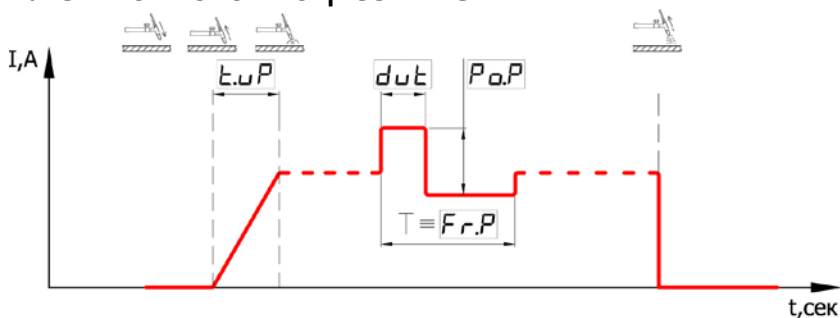 I,A
t.uP
dut
Po.P
T ≡ Fr.P
t,сек